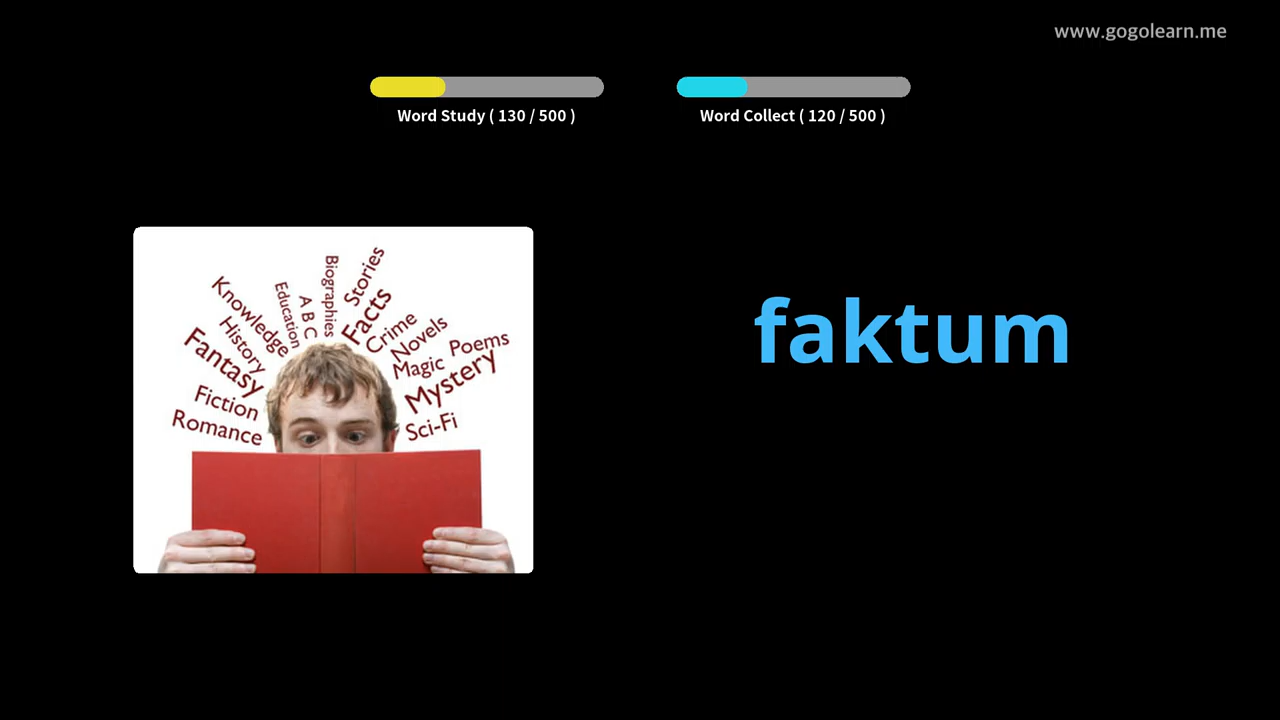 www.gogolearn.me
Word Study ( 130 / 500 )
Word Collect ( 120 / 500 )
Biographies
Stories
Education
A B C
Facts
Knowledge
Crime
History
Novels
Poems
Fantasy
Magic
Mystery
Fiction
Romance
Sci-Fi
faktum